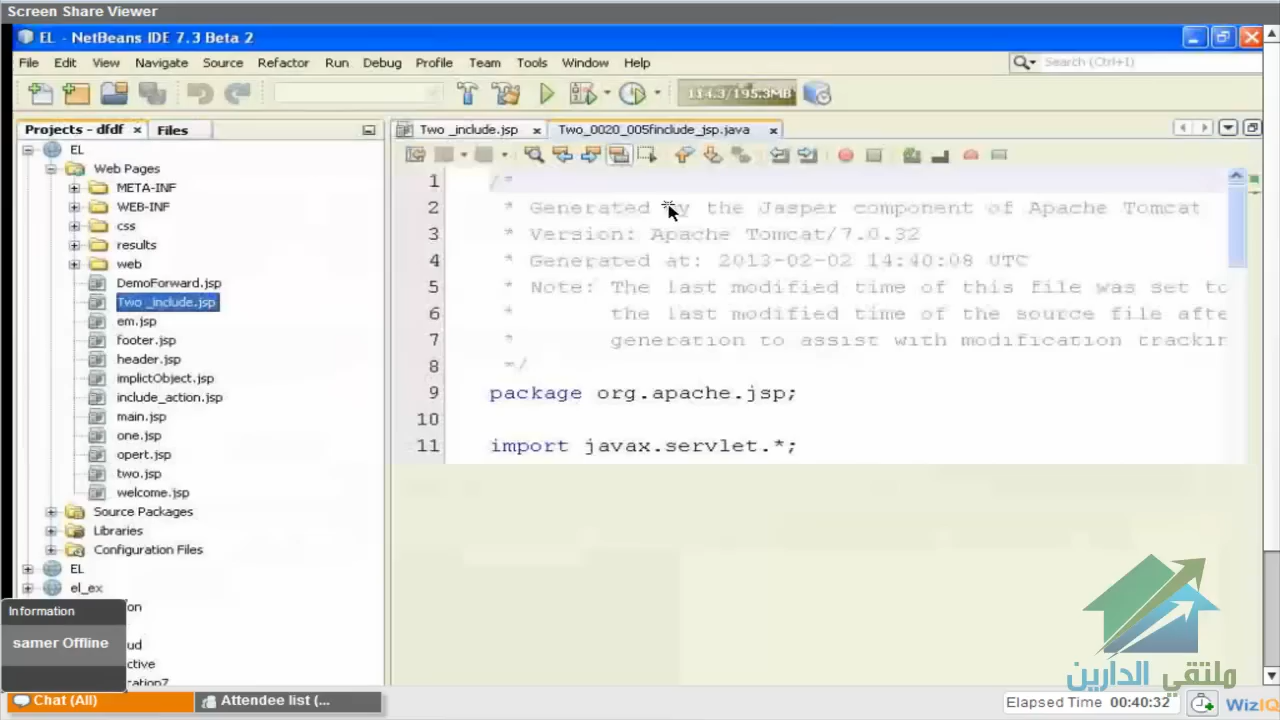 Screen Share Viewer
EL - NetBeans IDE 7.3 Beta 2
File Edit View Navigate Source Refactor Run Debug Profile Team Tools Window Help
Search (Ctrl+I)
114.3/195.3MB
Projects - dfdf Files
Two _include.jsp Two_0020_005finclude_jsp.java
EL
Web Pages
META-INF
WEB-INF
css
results
web
DemoForward.jsp
Two _include.jsp
em.jsp
footer.jsp
header.jsp
implictObject.jsp
include_action.jsp
main.jsp
one.jsp
opert.jsp
two.jsp
welcome.jsp
Source Packages
Libraries
Configuration Files
EL
el_ex
1 /*
2 * Generated by the Jasper component of Apache Tomcat
3 * Version: Apache Tomcat/7.0.32
4 * Generated at: 2013-02-02 14:40:08 UTC
5 * Note: The last modified time of this file was set to
6 * the last modified time of the source file afte
7 * generation to assist with modification trackin
8 */
9 package org.apache.jsp;
10
11 import javax.servlet.*;
Information
samer Offline
on
ud
ctive
ration7
Chat (All)
Attendee list (...
ملتقي الدارين
Elapsed Time 00:40:32
WizIQ